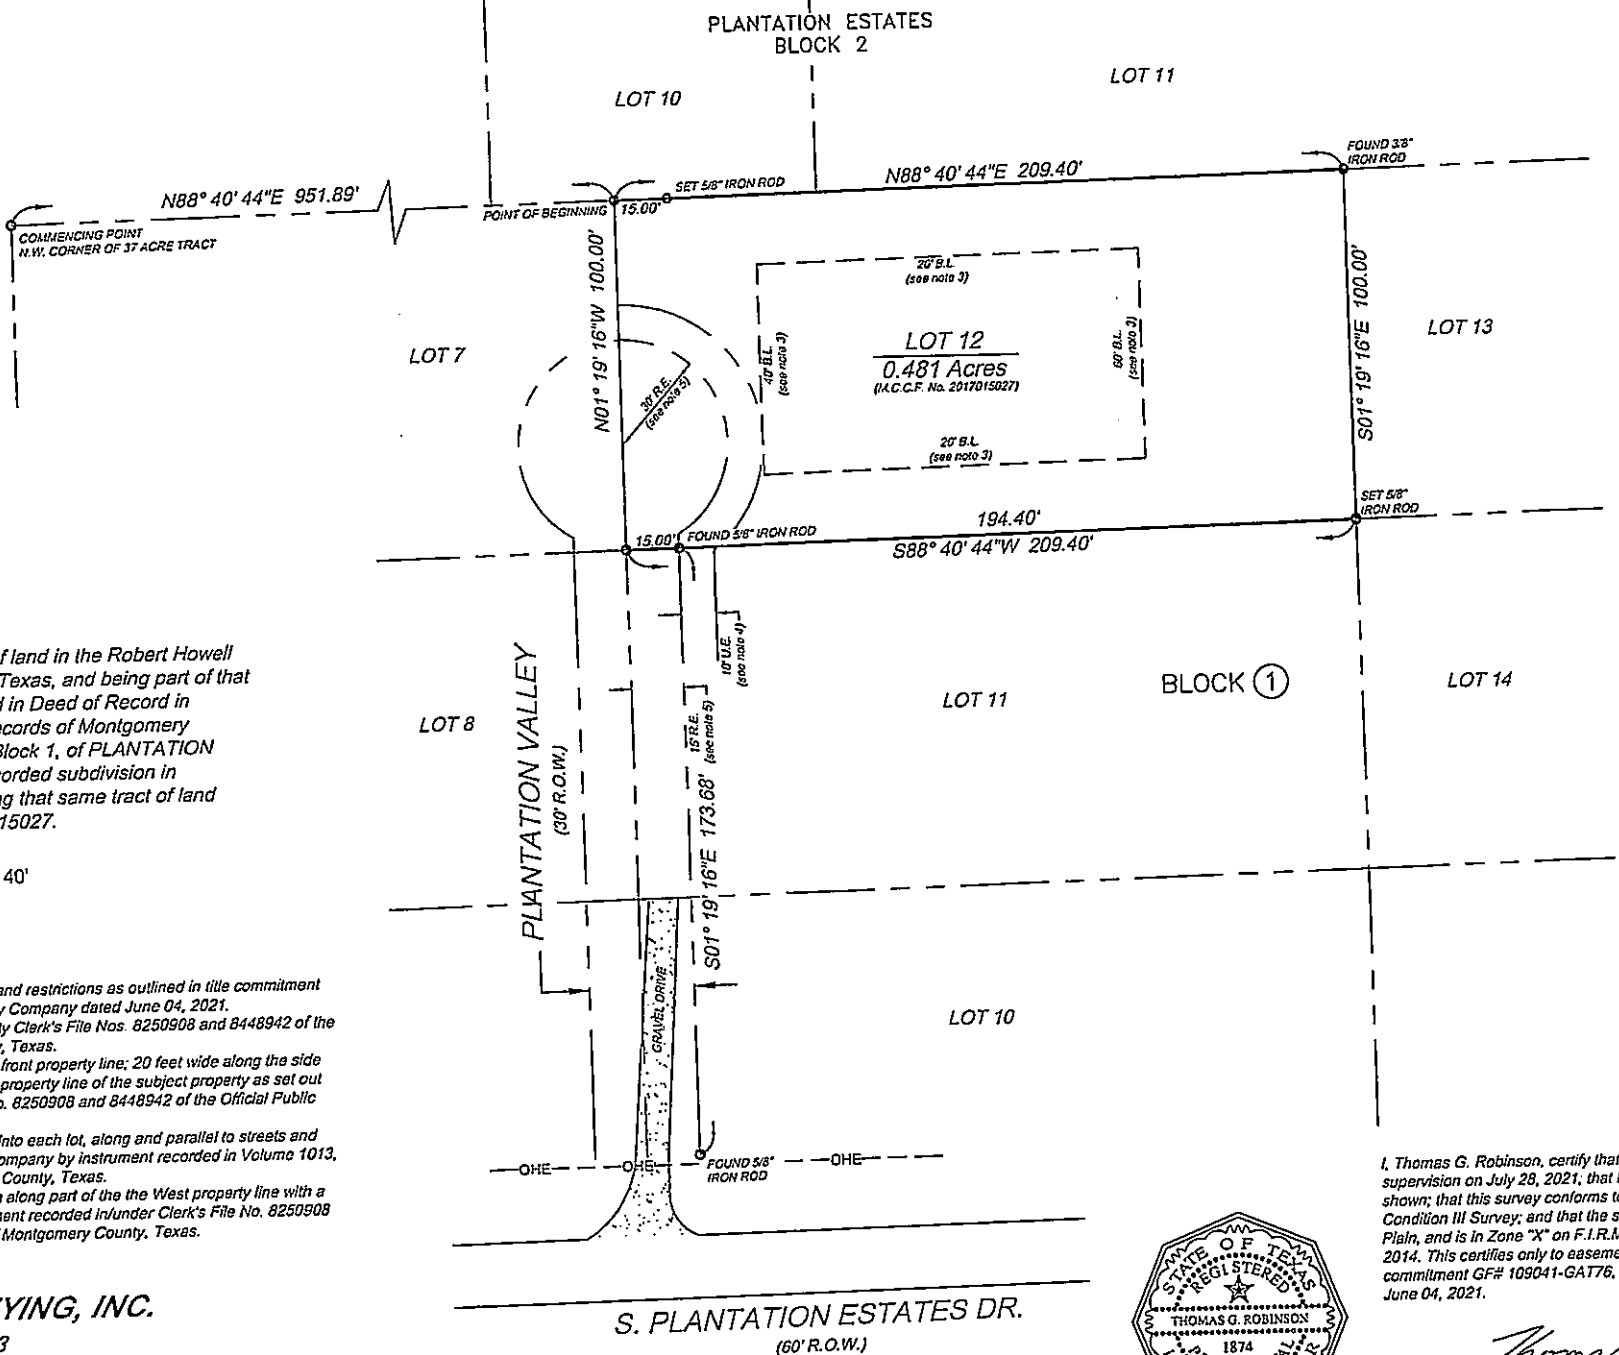 PLANTATION ESTATES
BLOCK 2
LOT 10
LOT 11
N88° 40' 44"E 951.89'
COMMENCING POINT
N.W. CORNER OF 37 ACRE TRACT
POINT OF BEGINNING
15.00'
SET 5/8" IRON ROD
N88° 40' 44"E 209.40'
FOUND 3/8"
IRON ROD
N01° 19' 16"W 100.00'
20' B.L.
(see note 3)
40' B.L.
(see note 3)
LOT 12
0.481 Acres
(M.C.C.F. No. 2017015027)
60' B.L.
(see note 3)
20' B.L.
(see note 3)
S01° 19' 16"E 100.00'
LOT 13
LOT 7
30' R.E.
(see note 5)
SET 5/8"
IRON ROD
15.00'
FOUND 5/8" IRON ROD
194.40'
S88° 40' 44"W 209.40'
10' U.E.
(see note 4)
15' R.E.
(see note 5)
S01° 19' 16"E 173.68'
PLANTATION VALLEY
(30' R.O.W.)
LOT 8
LOT 11
BLOCK 1
LOT 14
f land in the Robert Howell
Texas, and being part of that
d in Deed of Record in
ecords of Montgomery
Block 1, of PLANTATION
corded subdivision in
ng that same tract of land
15027.
40'
and restrictions as outlined in title commitment
y Company dated June 04, 2021.
ty Clerk's File Nos. 8250908 and 8448942 of the
, Texas.
front property line; 20 feet wide along the side
property line of the subject property as set out
o. 8250908 and 8448942 of the Official Public
into each lot, along and parallel to streets and
ompany by instrument recorded in Volume 1013,
County, Texas.
along part of the the West property line with a
ent recorded in/under Clerk's File No. 8250908
Montgomery County, Texas.
GRAVEL DRIVE
LOT 10
OHE
OHE
OHE
FOUND 5/8"
IRON ROD
I, Thomas G. Robinson, certify that
supervision on July 28, 2021; that
shown; that this survey conforms to
Condition III Survey; and that the s
Plain, and is in Zone "X" on F.I.R.M
2014. This certifies only to easeme
commitment GF# 109041-GAT76,
June 04, 2021.
YING, INC.
3
S. PLANTATION ESTATES DR.
(60' R.O.W.)
STATE OF TEXAS
REGISTERED
THOMAS G. ROBINSON
1874
Thomas